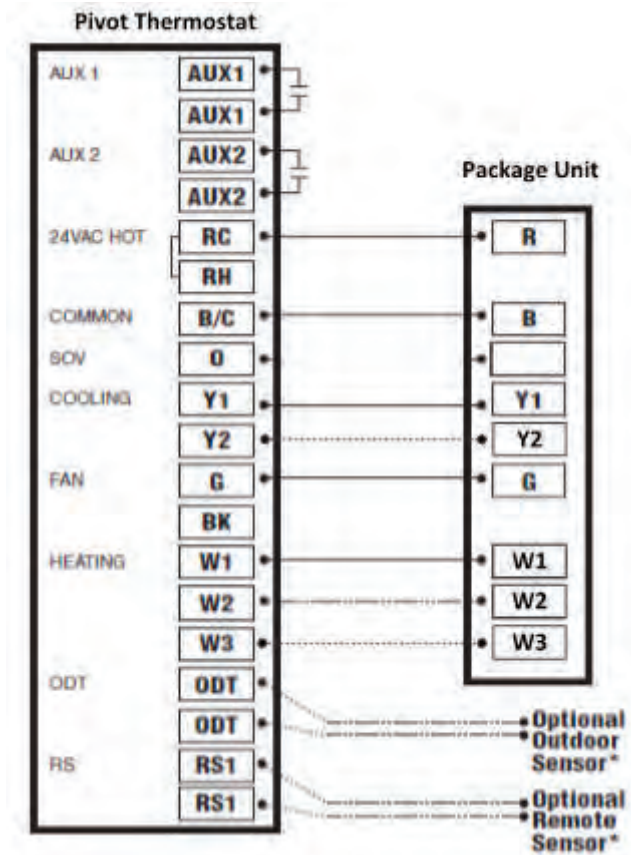 Pivot Thermostat
AUX 1 AUX1
AUX1
AUX 2 AUX2
AUX2
Package Unit
24VAC HOT RC R
RH
COMMON B/C B
SOV O
COOLING Y1 Y1
Y2 Y2
FAN G G
BK
HEATING W1 W1
W2 W2
W3 W3
ODT ODT
ODT
Optional
Outdoor
Sensor*
RS RS1
RS1
Optional
Remote
Sensor*